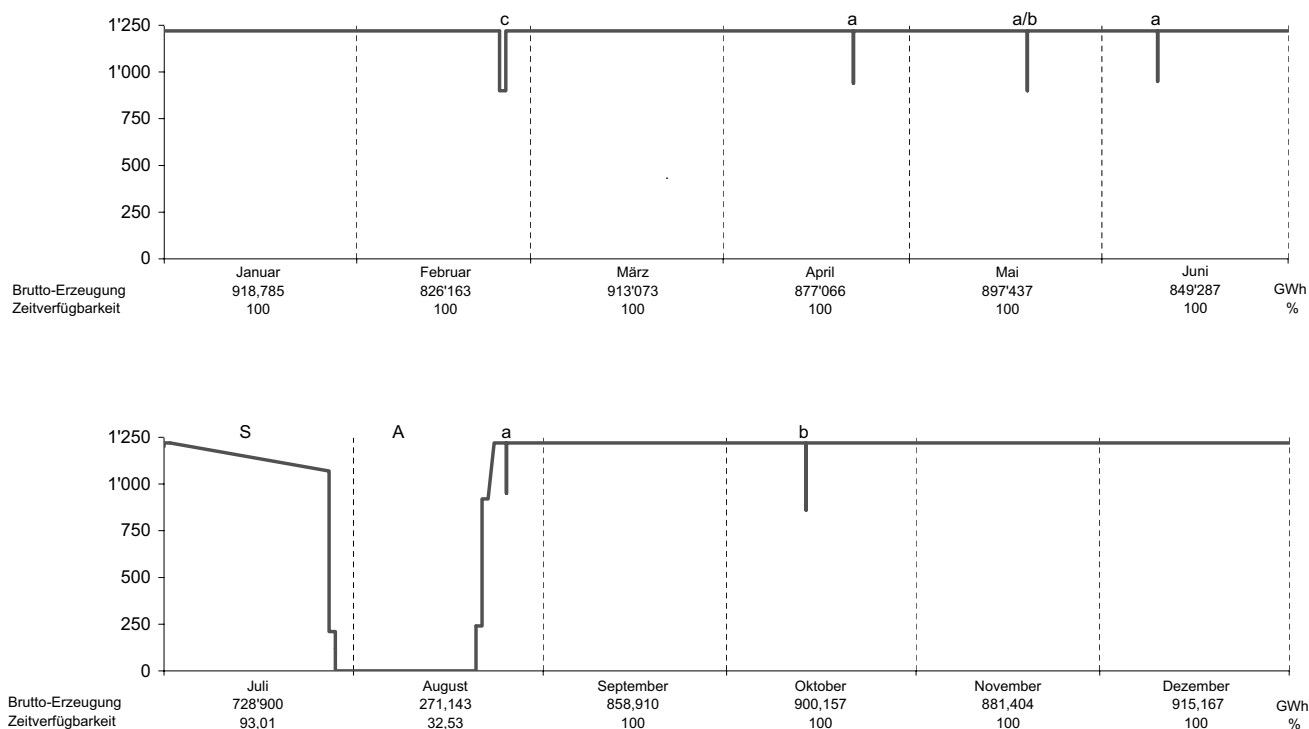 1'250 c a a/b a
1'000
750
500
250
0
Januar Februar März April Mai Juni
Brutto-Erzeugung 918,785 826'163 913'073 877'066 897'437 849'287 GWh
Zeitverfügbarkeit 100 100 100 100 100 100 %
1'250 S A a b
1'000
750
500
250
0
Juli August September Oktober November Dezember
Brutto-Erzeugung 728'900 271,143 858,910 900,157 881,404 915,167 GWh
Zeitverfügbarkeit 93,01 32,53 100 100 100 100 %